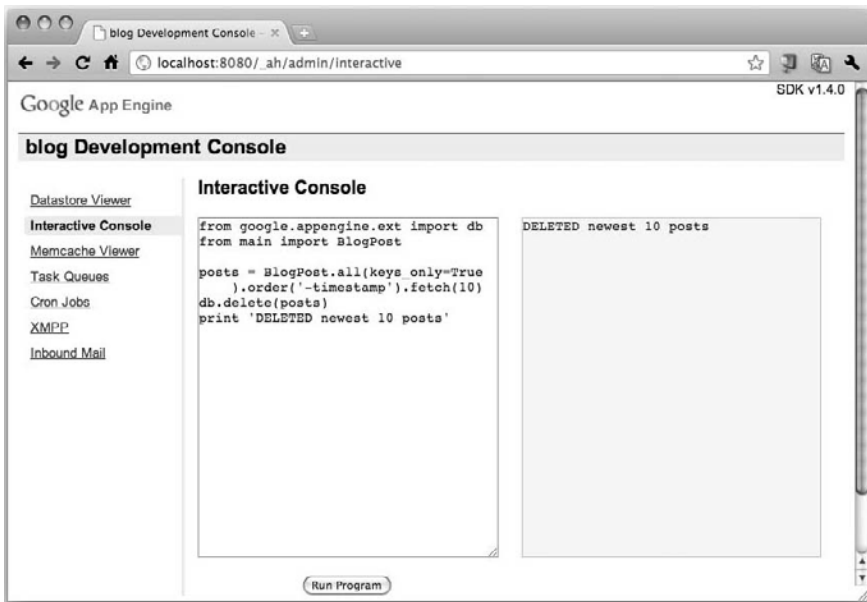 blog Development Console - ×
localhost:8080/_ah/admin/interactive
SDK v1.4.0
Google App Engine
blog Development Console
Datastore Viewer
Interactive Console
Memcache Viewer
Task Queues
Cron Jobs
XMPP
Inbound Mail
Interactive Console
from google.appengine.ext import db
from main import BlogPost
posts = BlogPost.all(keys_only=True
).order('-timestamp').fetch(10)
db.delete(posts)
print 'DELETED newest 10 posts'
DELETED newest 10 posts
Run Program